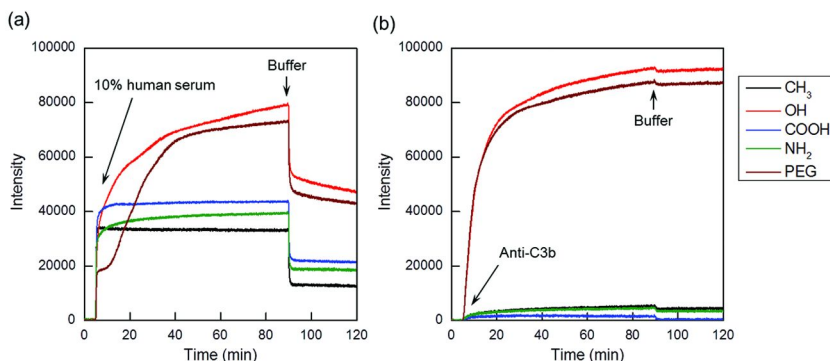 (a)
100000
80000
60000
40000
20000
0
Intensity
10% human serum
Buffer
0 20 40 60 80 100 120
Time (min)
(b)
100000
80000
60000
40000
20000
0
Intensity
Buffer
Anti-C3b
0 20 40 60 80 100 120
Time (min)
CH₃
OH
COOH
NH₂
PEG